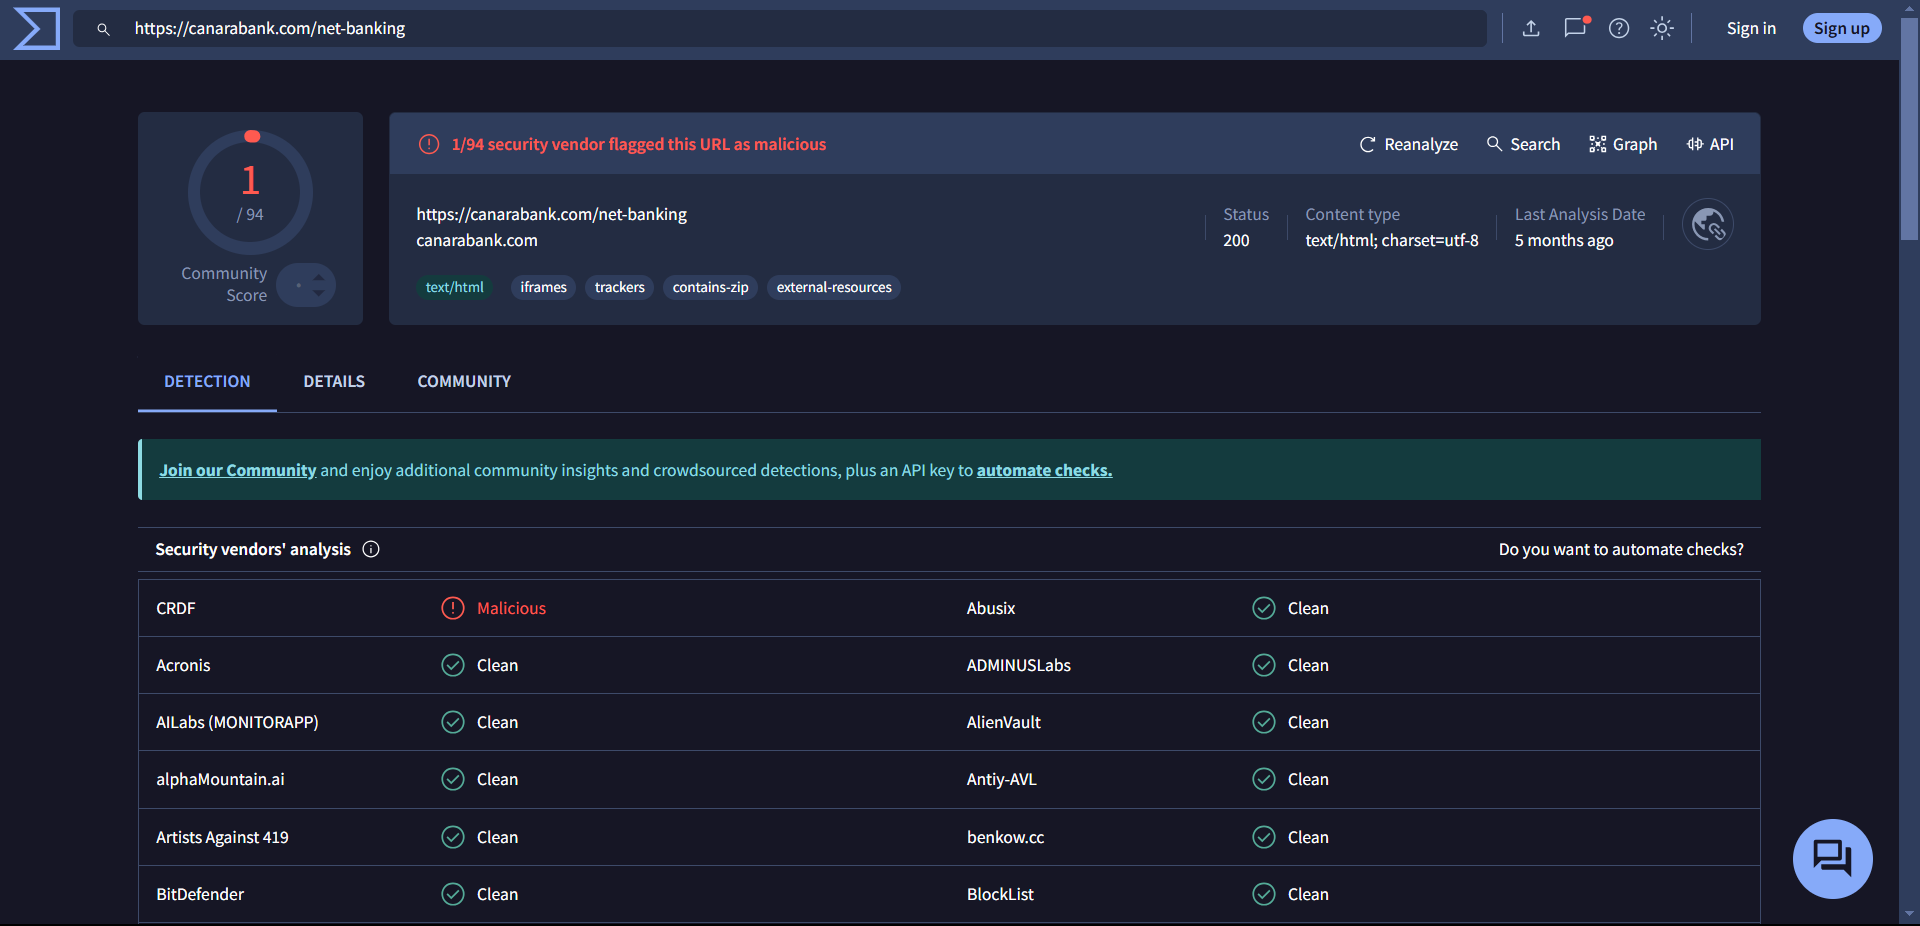 https://canarabank.com/net-banking
Sign in
Sign up
1
/ 94
Community
Score
1/94 security vendor flagged this URL as malicious
Reanalyze
Search
Graph
API
https://canarabank.com/net-banking
canarabank.com
Status
200
Content type
text/html; charset=utf-8
Last Analysis Date
5 months ago
text/html
iframes
trackers
contains-zip
external-resources
DETECTION
DETAILS
COMMUNITY
Join our Community and enjoy additional community insights and crowdsourced detections, plus an API key to automate checks.
Security vendors' analysis
Do you want to automate checks?
CRDF Malicious Abusix Clean
Acronis Clean ADMINUSLabs Clean
AILabs (MONITORAPP) Clean AlienVault Clean
alphaMountain.ai Clean Antiy-AVL Clean
Artists Against 419 Clean benkow.cc Clean
BitDefender Clean BlockList Clean